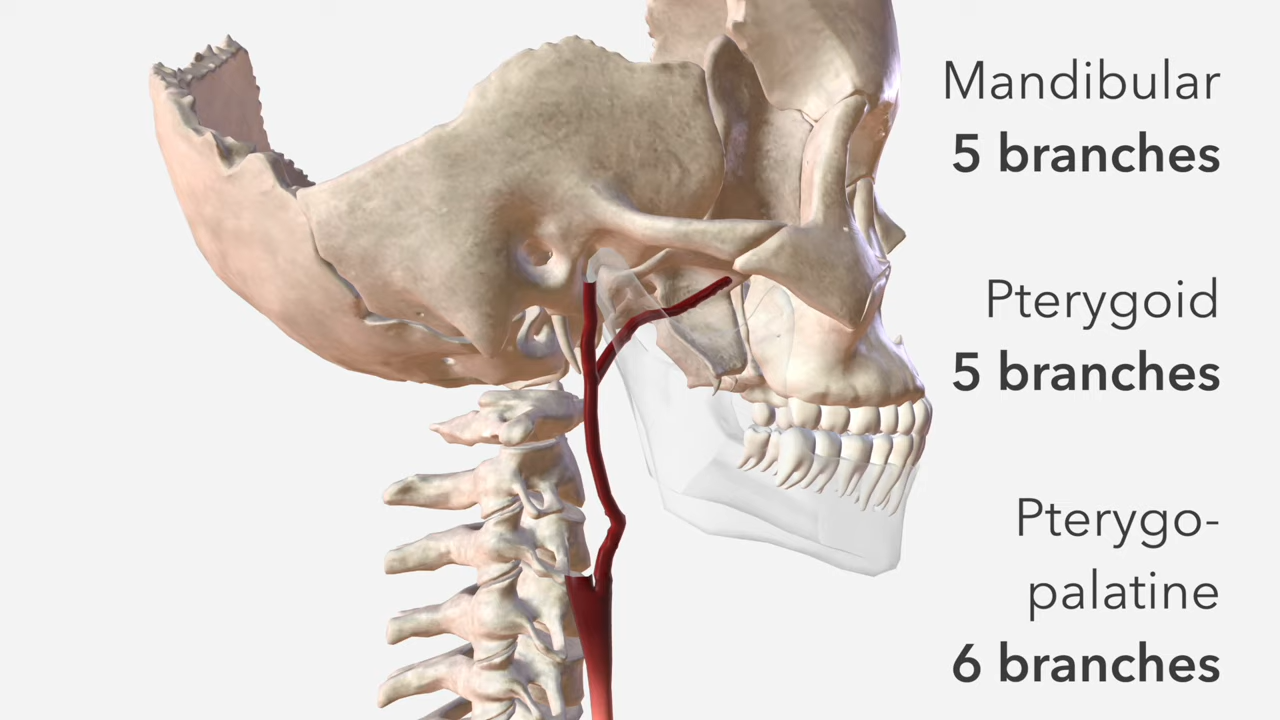 Mandibular
5 branches
Pterygoid
5 branches
Pterygo-
palatine
6 branches